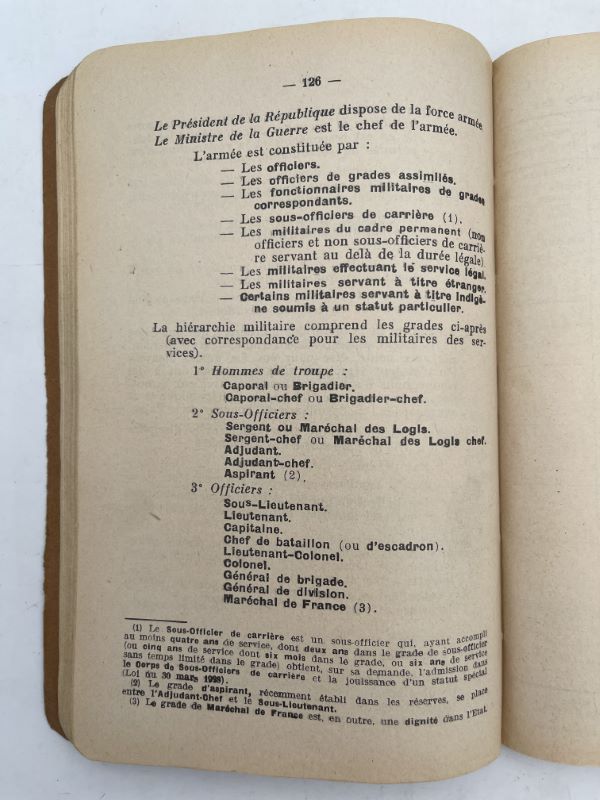 — 126 —
Le Président de la République dispose de la force armée
Le Ministre de la Guerre est le chef de l'armée.
L'armée est constituée par :
— Les officiers.
— Les officiers de grades assimilés.
— Les fonctionnaires militaires de grades
correspondants.
— Les sous-officiers de carrière (1).
— Les militaires du cadre permanent (non
officiers et non sous-officiers de carriè-
re servant au delà de la durée légale).
— Les militaires effectuant le service légal.
— Les militaires servant à titre étranger.
— Certains militaires servant à titre indigè-
ne soumis à un statut particulier.
La hiérarchie militaire comprend les grades ci-après
(avec correspondance pour les militaires des ser-
vices).
1° Hommes de troupe :
Caporal ou Brigadier.
Caporal-chef ou Brigadier-chef.
2° Sous-Officiers :
Sergent ou Maréchal des Logis.
Sergent-chef ou Maréchal des Logis chef.
Adjudant.
Adjudant-chef.
Aspirant (2).
3° Officiers :
Sous-Lieutenant.
Lieutenant.
Capitaine.
Chef de bataillon (ou d'escadron).
Lieutenant-Colonel.
Colonel.
Général de brigade.
Général de division.
Maréchal de France (3).
(1) Le Sous-Officier de carrière est un sous-officier qui, ayant accompli
au moins quatre ans de service, dont deux ans dans le grade de sous-officier
(ou cinq ans de service dont six mois dans le grade, ou six ans de service
sans temps limité dans le grade) obtient, sur sa demande, l'admission dans
le Corps de Sous-Officiers de carrière et la jouissance d'un statut spécial
(Loi du 30 mars 1928).
(2) Le grade d'aspirant, récemment établi dans les réserves, se place
entre l'Adjudant-Chef et le Sous-Lieutenant.
(3) Le grade de Maréchal de France est, en outre, une dignité dans l'Etat.